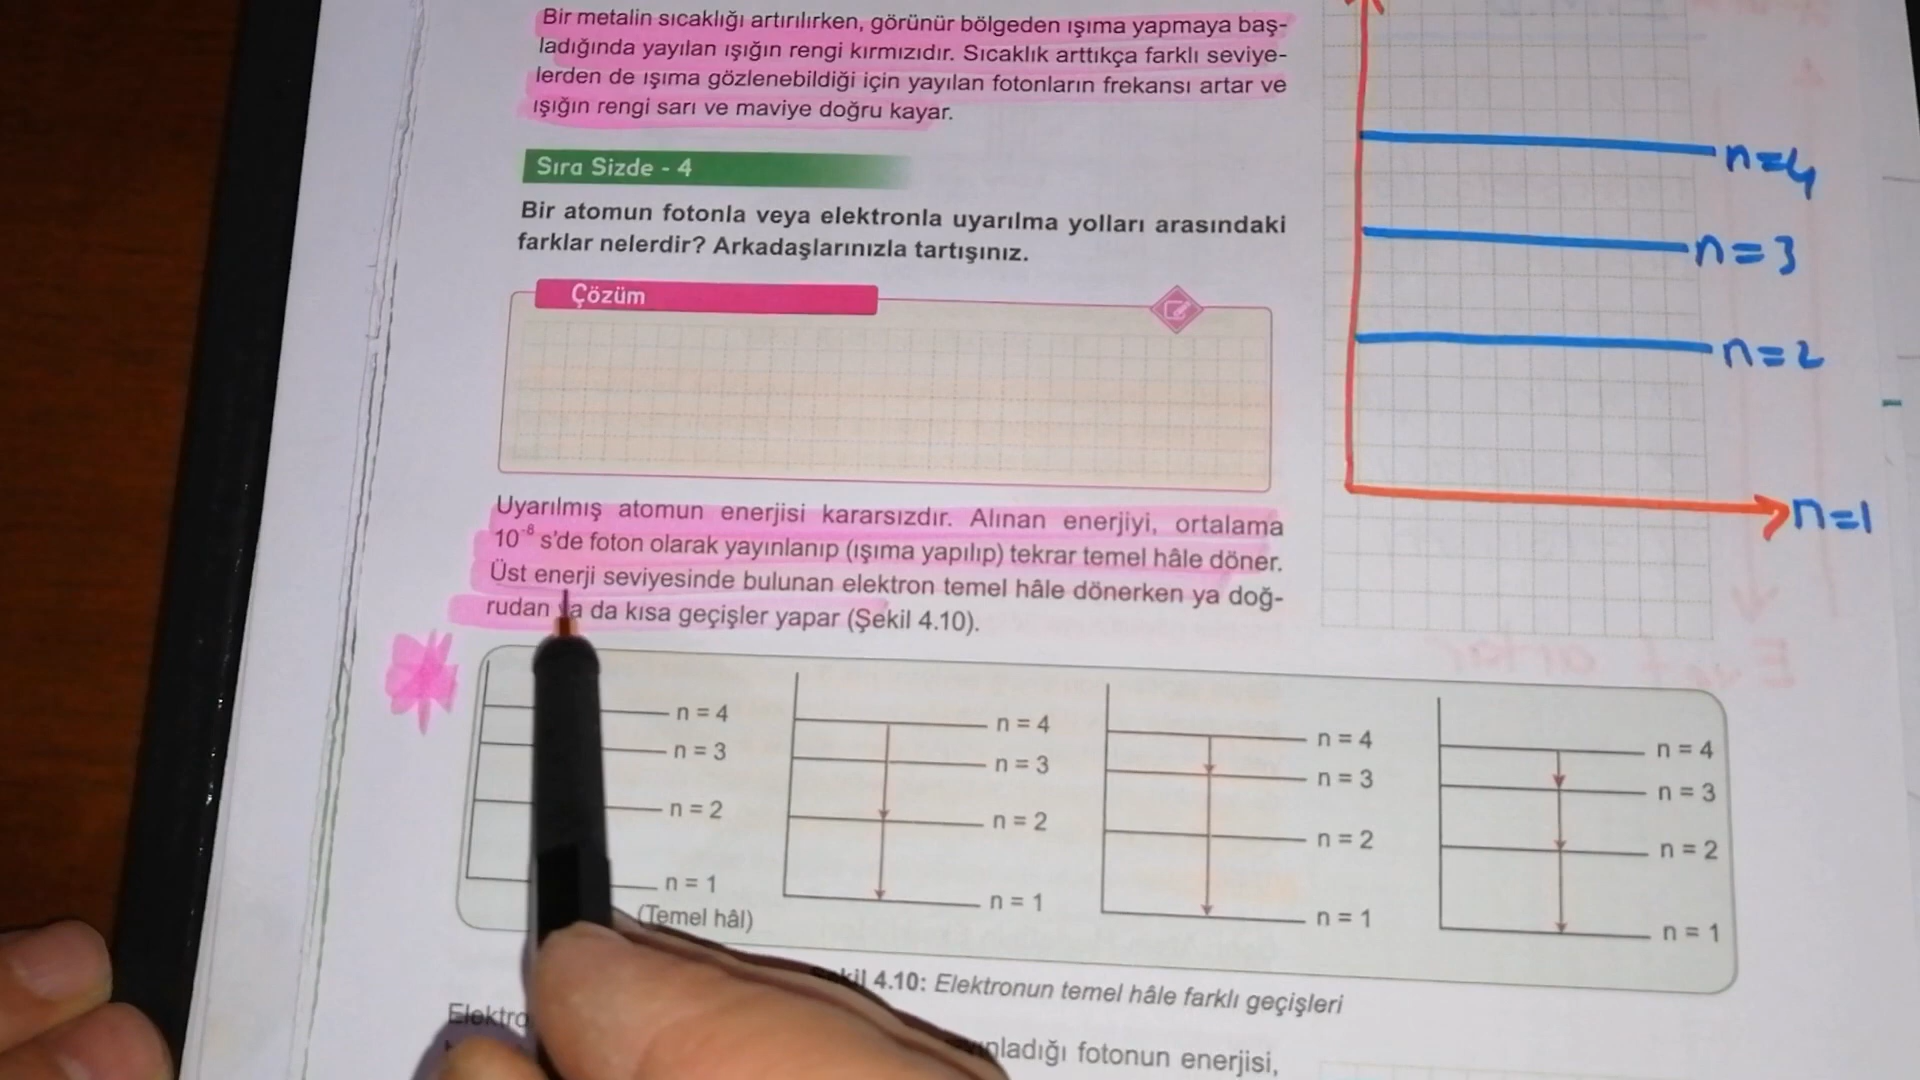 Bir metalin sıcaklığı artırılırken, görünür bölgeden ışıma yapmaya baş-
ladığında yayılan ışığın rengi kırmızıdır. Sıcaklık arttıkça farklı seviye-
lerden de ışıma gözlenebildiği için yayılan fotonların frekansı artar ve
ışığın rengi sarı ve maviye doğru kayar.
Sıra Sizde - 4
Bir atomun fotonla veya elektronla uyarılma yolları arasındaki
farklar nelerdir? Arkadaşlarınızla tartışınız.
Çözüm
n=4
n=3
n=2
n=1
Uyarılmış atomun enerjisi kararsızdır. Alınan enerjiyi, ortalama
10⁻⁸ s'de foton olarak yayınlanıp (ışıma yapılıp) tekrar temel hâle döner.
Üst enerji seviyesinde bulunan elektron temel hâle dönerken ya doğ-
rudan ya da kısa geçişler yapar (Şekil 4.10).
n = 4
n = 3
n = 2
n = 1
(Temel hâl)
n = 4
n = 3
n = 2
n = 1
n = 4
n = 3
n = 2
n = 1
n = 4
n = 3
n = 2
n = 1
4.10: Elektronun temel hâle farklı geçişleri
fotonun enerjisi,